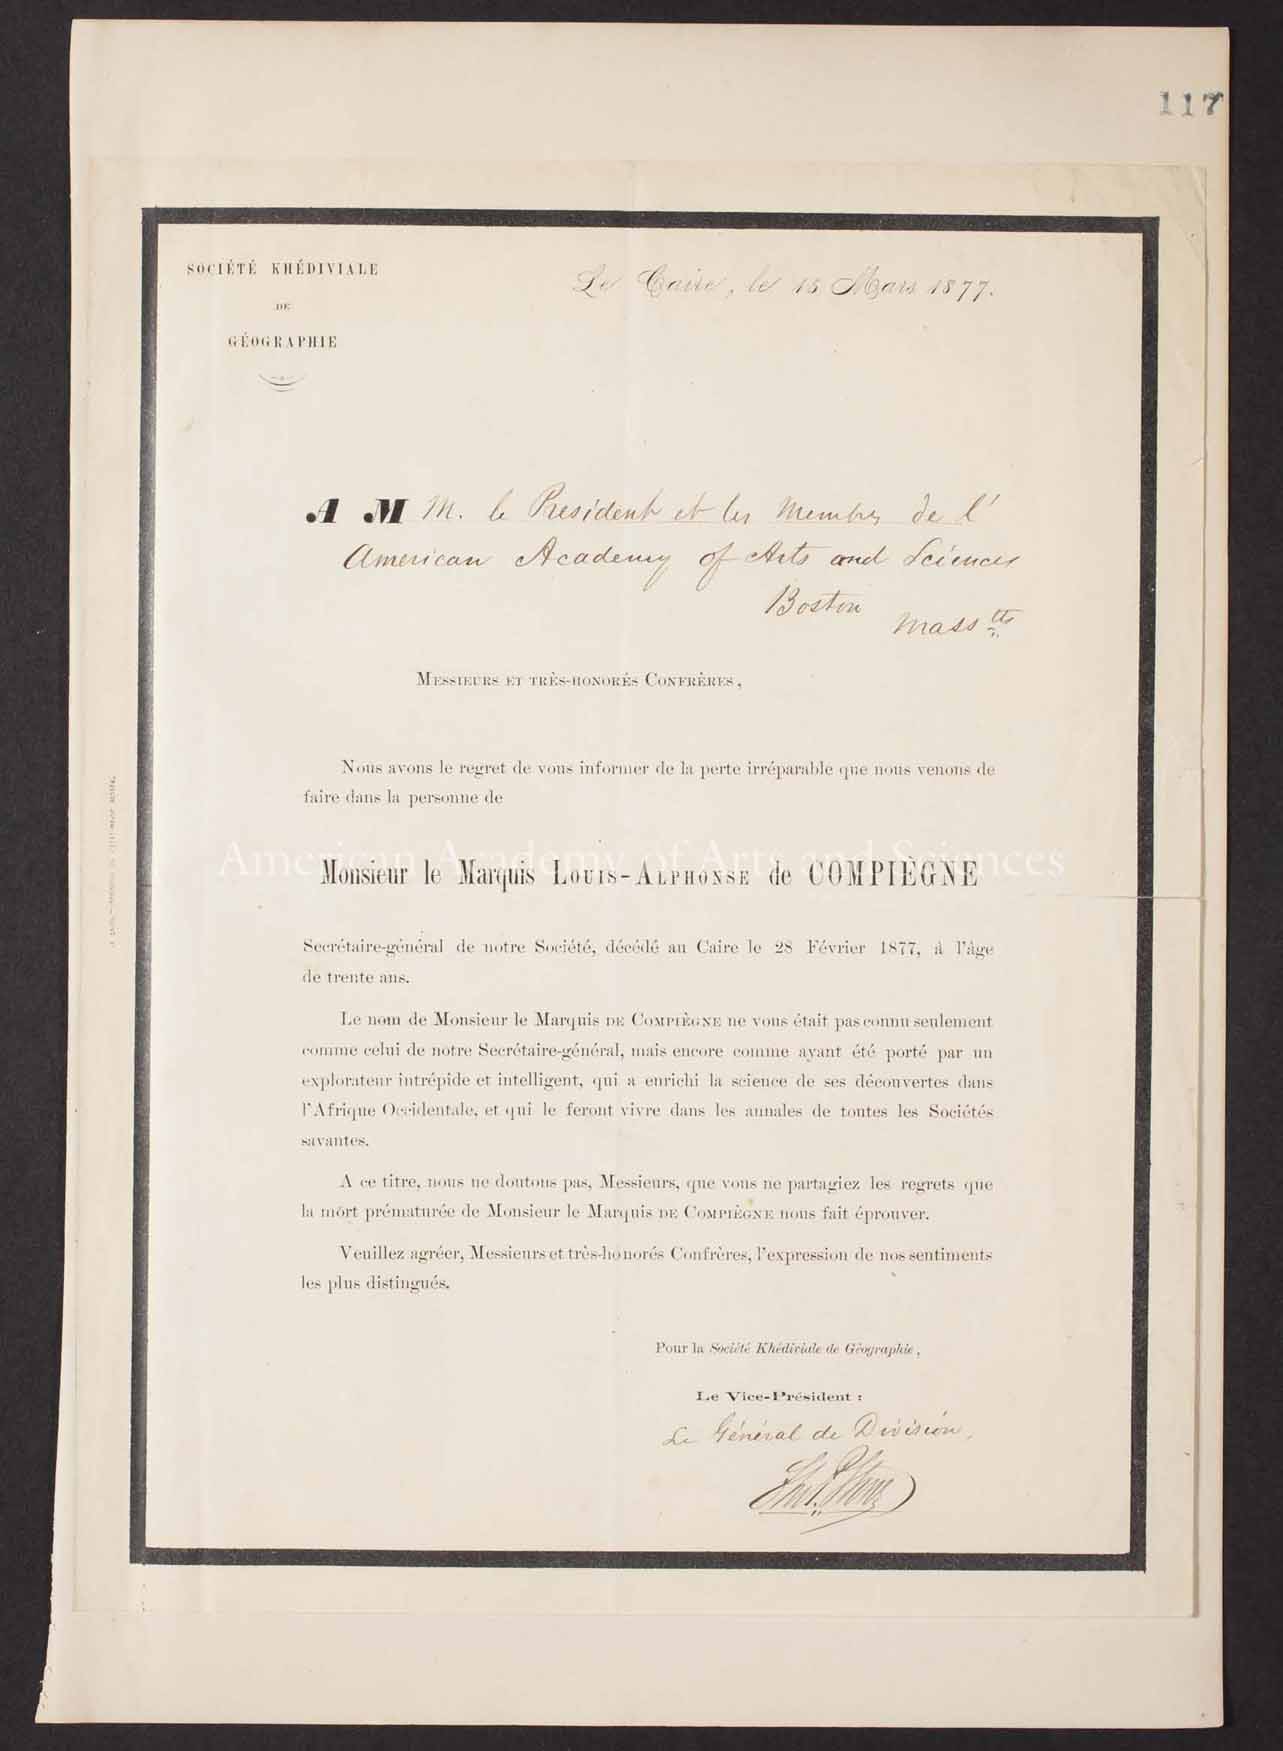 117
SOCIÉTÉ KHÉDIVIALE
DE
GÉOGRAPHIE
Le Caire, le 15 Mars 1877.
A M M. le President et les Membres de l'
American Academy of Arts and Sciences
Boston
Masstts
MESSIEURS ET TRÈS-HONORÉS CONFRÈRES,
Nous avons le regret de vous informer de la perte irréparable que nous venons de
faire dans la personne de
American Academy of Arts and Sciences
Monsieur le Marquis LOUIS-ALPHONSE de COMPIÈGNE
Secrétaire-général de notre Société, décédé au Caire le 28 Février 1877, à l'âge
de trente ans.
Le nom de Monsieur le Marquis DE COMPIÈGNE ne vous était pas connu seulement
comme celui de notre Secrétaire-général, mais encore comme ayant été porté par un
explorateur intrépide et intelligent, qui a enrichi la science de ses découvertes dans
l'Afrique Occidentale, et qui le feront vivre dans les annales de toutes les Sociétés
savantes.
A ce titre, nous ne doutons pas, Messieurs, que vous ne partagiez les regrets que
la mort prématurée de Monsieur le Marquis DE COMPIÈGNE nous fait éprouver.
Veuillez agréer, Messieurs et très-honorés Confrères, l'expression de nos sentiments
les plus distingués.
Pour la Société Khédiviale de Géographie,
Le Vice-Président :
Le Général de Division,